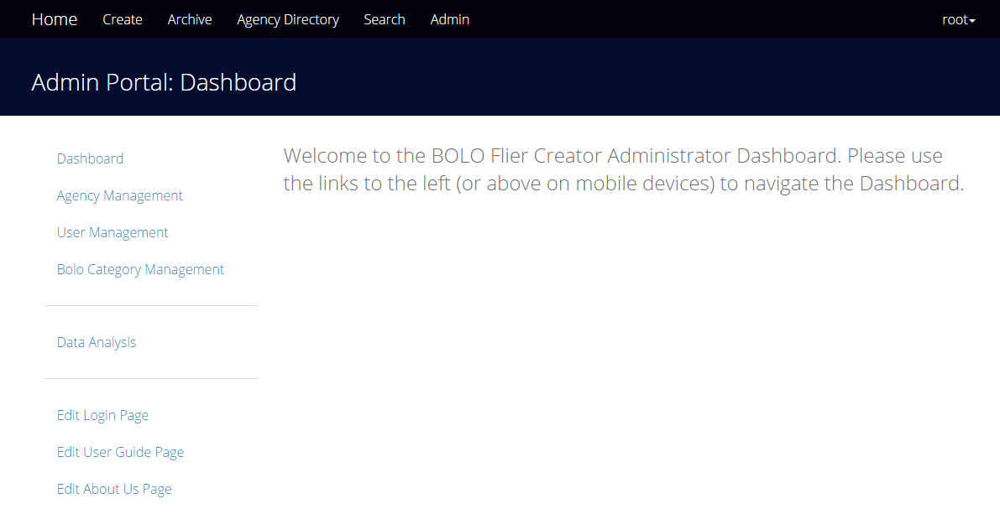 Home Create Archive Agency Directory Search Admin root
Admin Portal: Dashboard
Dashboard
Agency Management
User Management
Bolo Category Management
Data Analysis
Edit Login Page
Edit User Guide Page
Edit About Us Page
Welcome to the BOLO Flier Creator Administrator Dashboard. Please use
the links to the left (or above on mobile devices) to navigate the Dashboard.